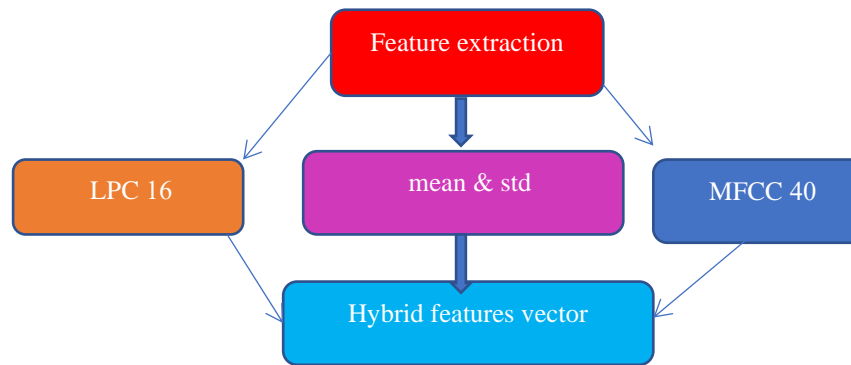 Feature extraction
LPC 16
mean & std
MFCC 40
Hybrid features vector